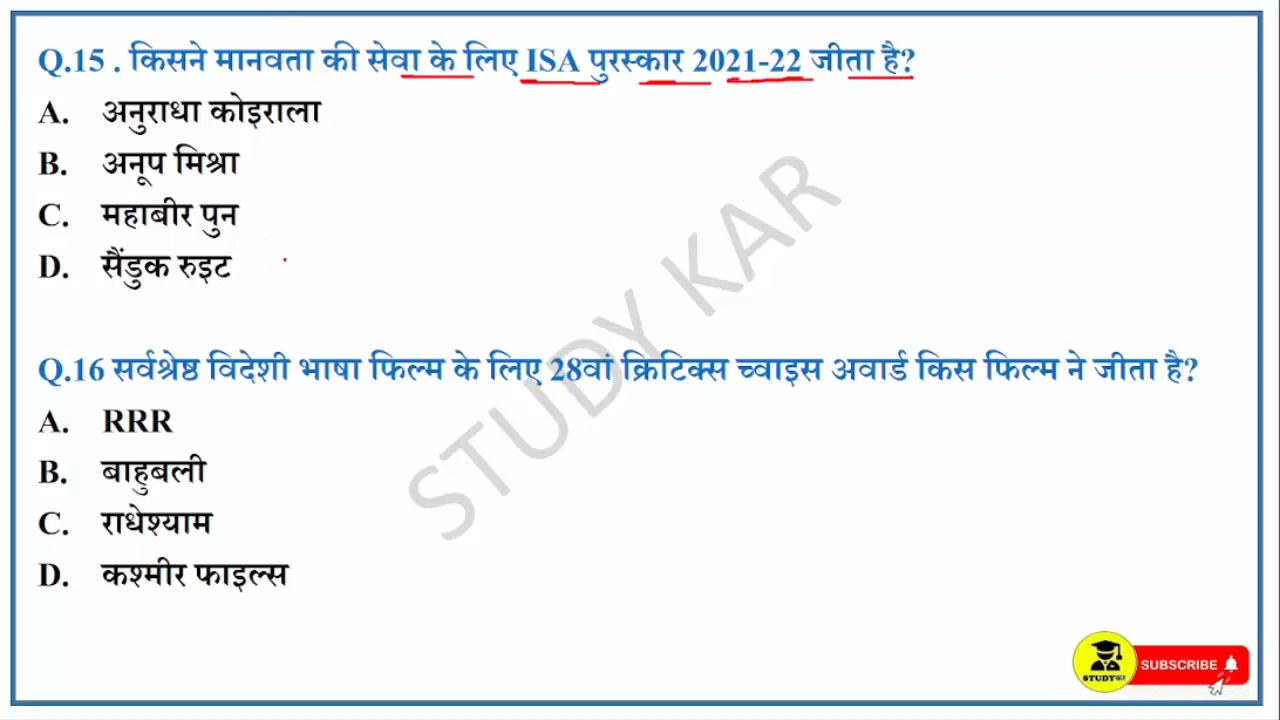 Q.15 . किसने मानवता की सेवा के लिए ISA पुरस्कार 2021-22 जीता है?
A. अनुराधा कोइराला
B. अनूप मिश्रा
C. महाबीर पुन
D. सैंडुक रुइट
STUDY KAR
Q.16 सर्वश्रेष्ठ विदेशी भाषा फिल्म के लिए 28वां क्रिटिक्स च्वाइस अवार्ड किस फिल्म ने जीता है?
A. RRR
B. बाहुबली
C. राधेश्याम
D. कश्मीर फाइल्स
STUDYकर
SUBSCRIBE